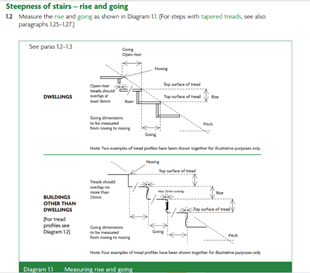 Steepness of stairs – rise and going
1.2 Measure the rise and going as shown in Diagram 1.1. [For steps with tapered treads, see also
paragraphs 1.25–1.27.]
See paras 1.2–1.3
Going
Open riser
Nosing
DWELLINGS
Open riser
treads should
overlap at
least 16mm
Riser
Top surface of tread
Top surface of tread
Rise
Going dimensions
to be measured
from nosing to nosing
Going
Pitch
Note: Two examples of tread profiles have been shown together for illustrative purposes only
Nosing
Top surface of tread
Treads should
overlap no
more than
25mm
Max 25mm overlap
Rise
BUILDINGS
OTHER THAN
DWELLINGS
(For tread
profiles see
Diagram 1.2)
Top surface of tread
Going dimensions
to be measured
from nosing to nosing
Going
Pitch
Note: Four examples of tread profiles have been shown together for illustrative purposes only
Diagram 1.1 Measuring rise and going